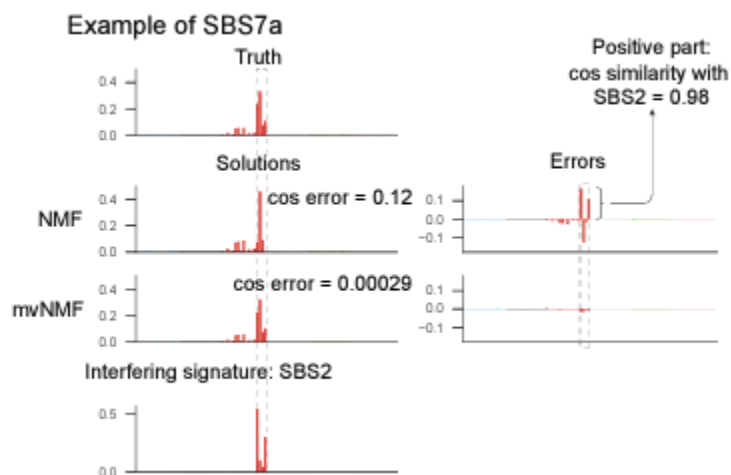 Example of SBS7a
Truth
Positive part:
cos similarity with
SBS2 = 0.98
0.4
0.2
0.0
Solutions
Errors
NMF
0.4
0.2
0.0
cos error = 0.12
0.1
0.0
−0.1
mvNMF
cos error = 0.00029
0.4
0.2
0.0
0.1
0.0
−0.1
Interfering signature: SBS2
0.5
0.0